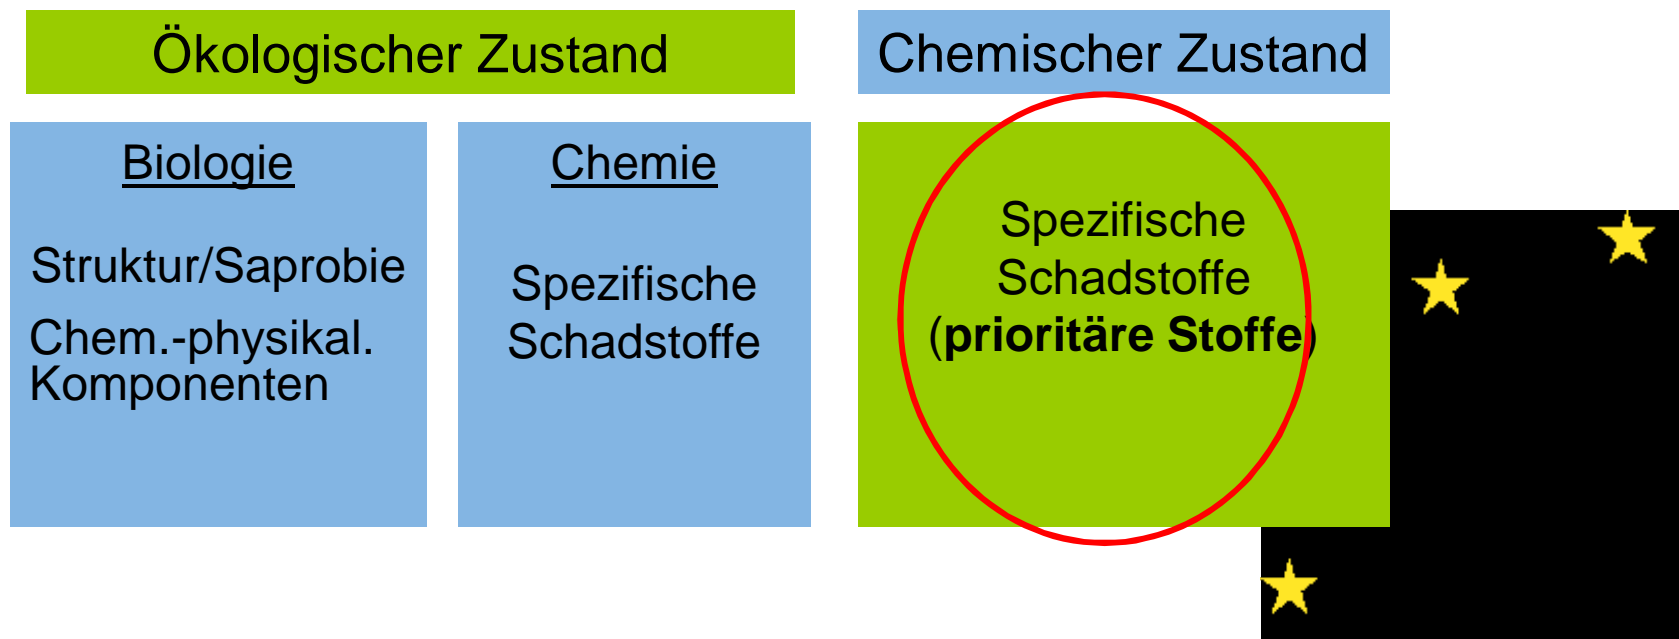 Ökologischer Zustand
Chemischer Zustand
Biologie
Struktur/Saprobie
Chem.-physikal.
Komponenten
Chemie
Spezifische
Schadstoffe
Spezifische
Schadstoffe
(prioritäre Stoffe)